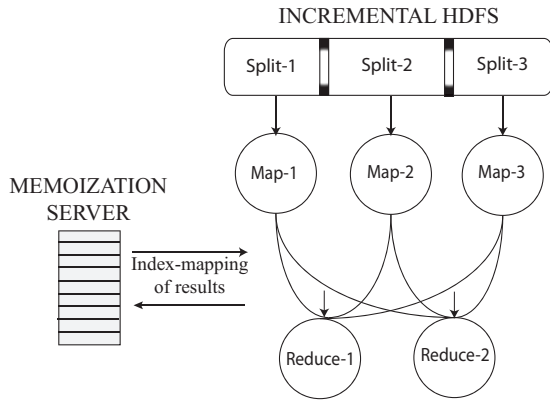 INCREMENTAL HDFS
Split-1
Split-2
Split-3
Map-1
Map-2
Map-3
MEMOIZATION
SERVER
Index-mapping
of results
Reduce-1
Reduce-2